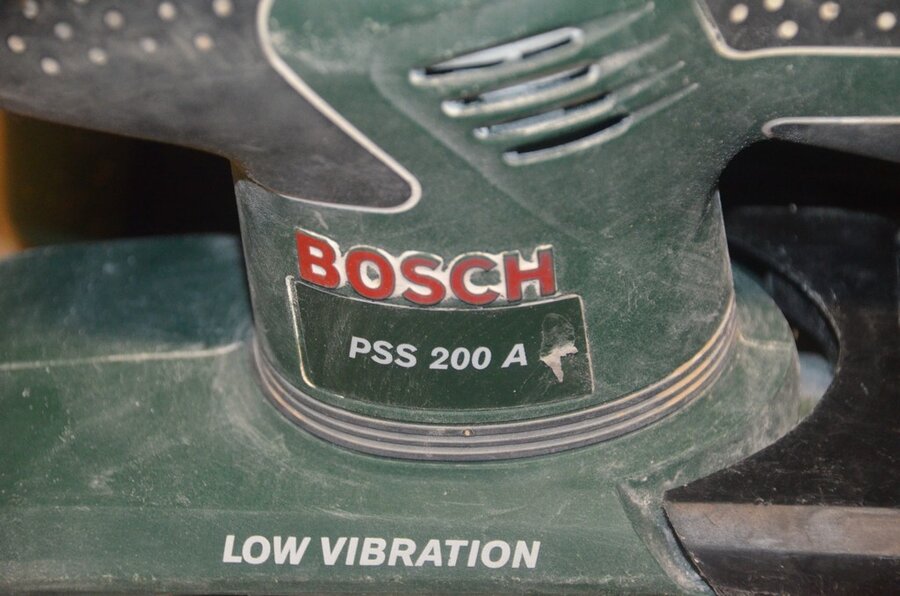 BOSCH
PSS 200 A
LOW VIBRATION